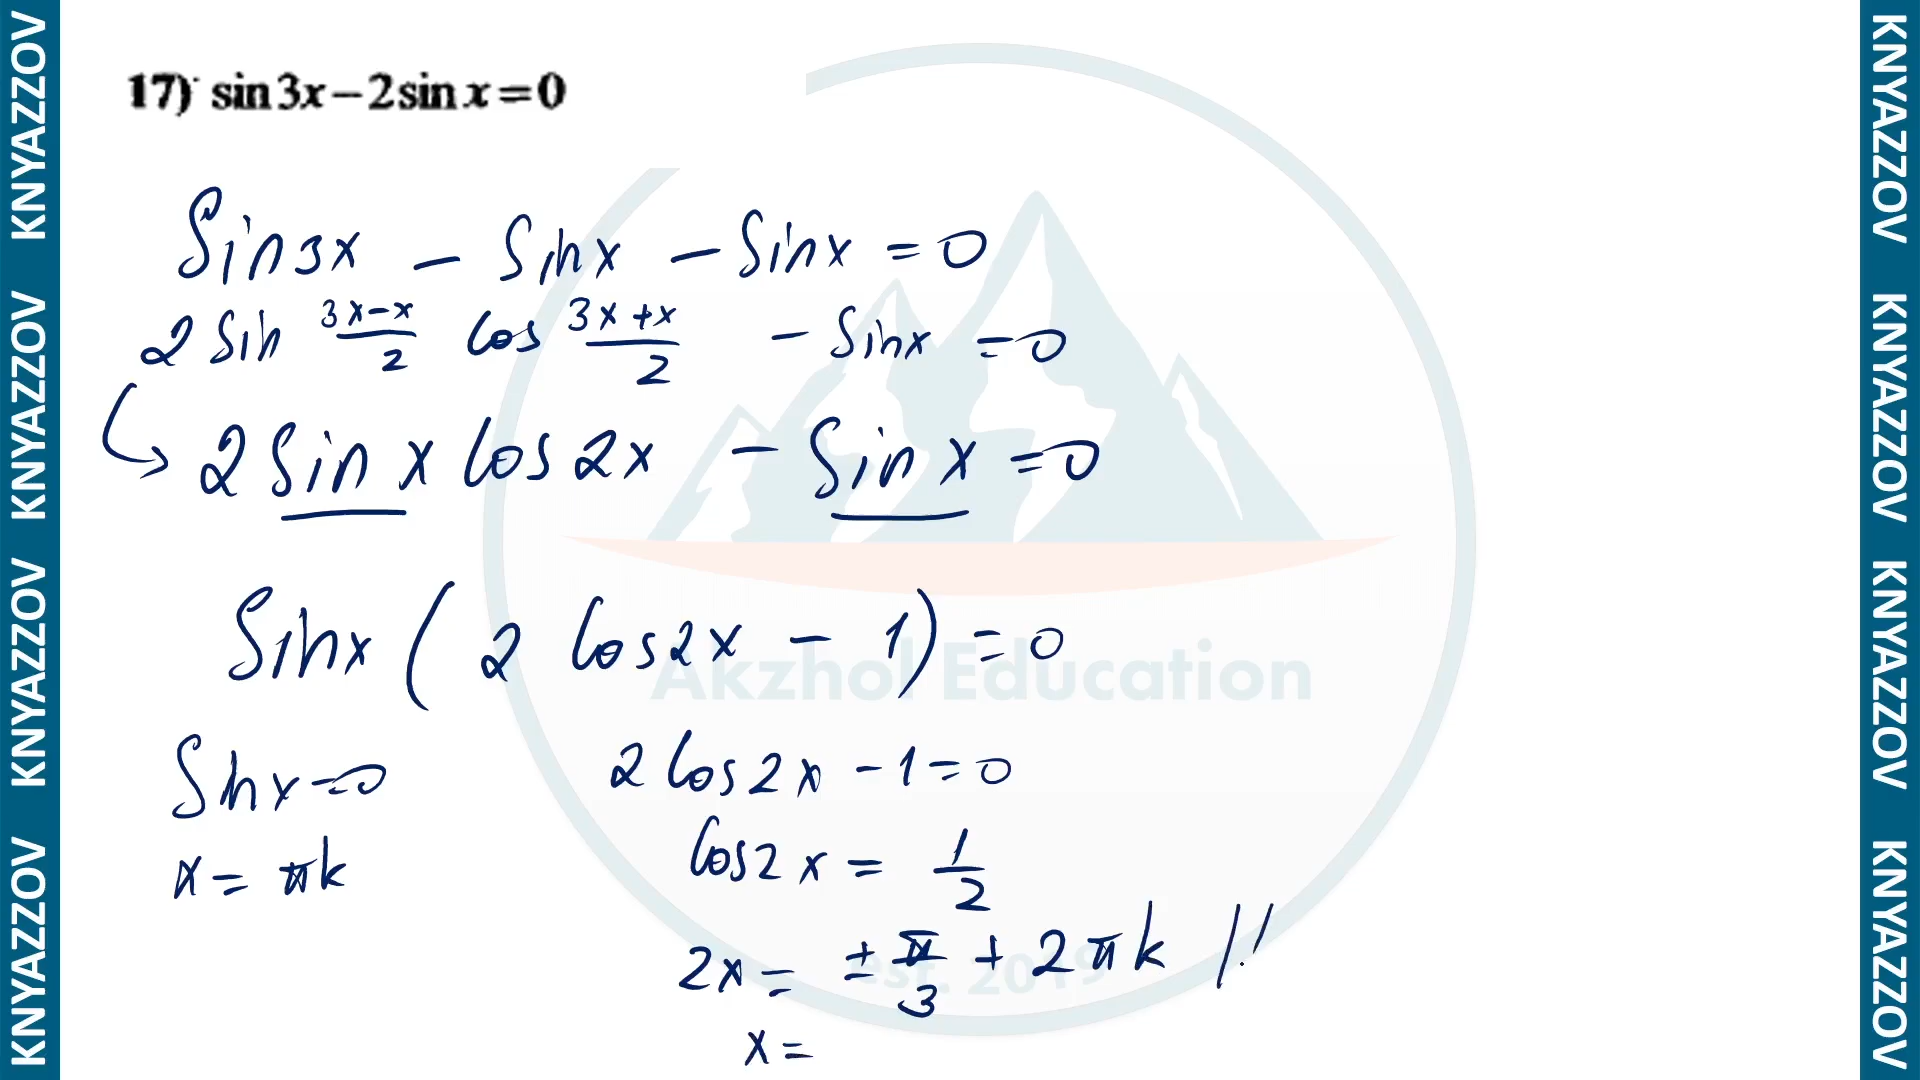 KNYAZZOV KNYAZZOV KNYAZZOV KNYAZZOV
17) sin 3x − 2 sin x = 0
Sin3x − Sinx − Sinx = 0
2 Sin (3x−x)/2 Cos (3x+x)/2 − Sinx = 0
2 Sin x Cos 2x − Sin x = 0
Sinx ( 2 Cos2x − 1 ) = 0
Akzhol Education
Sinx = 0 2 Cos2x − 1 = 0
x = πk Cos2x = 1/2
2x = ± π/3 + 2πk //
est. 2019
x =
KNYAZZOV KNYAZZOV KNYAZZOV KNYAZZOV